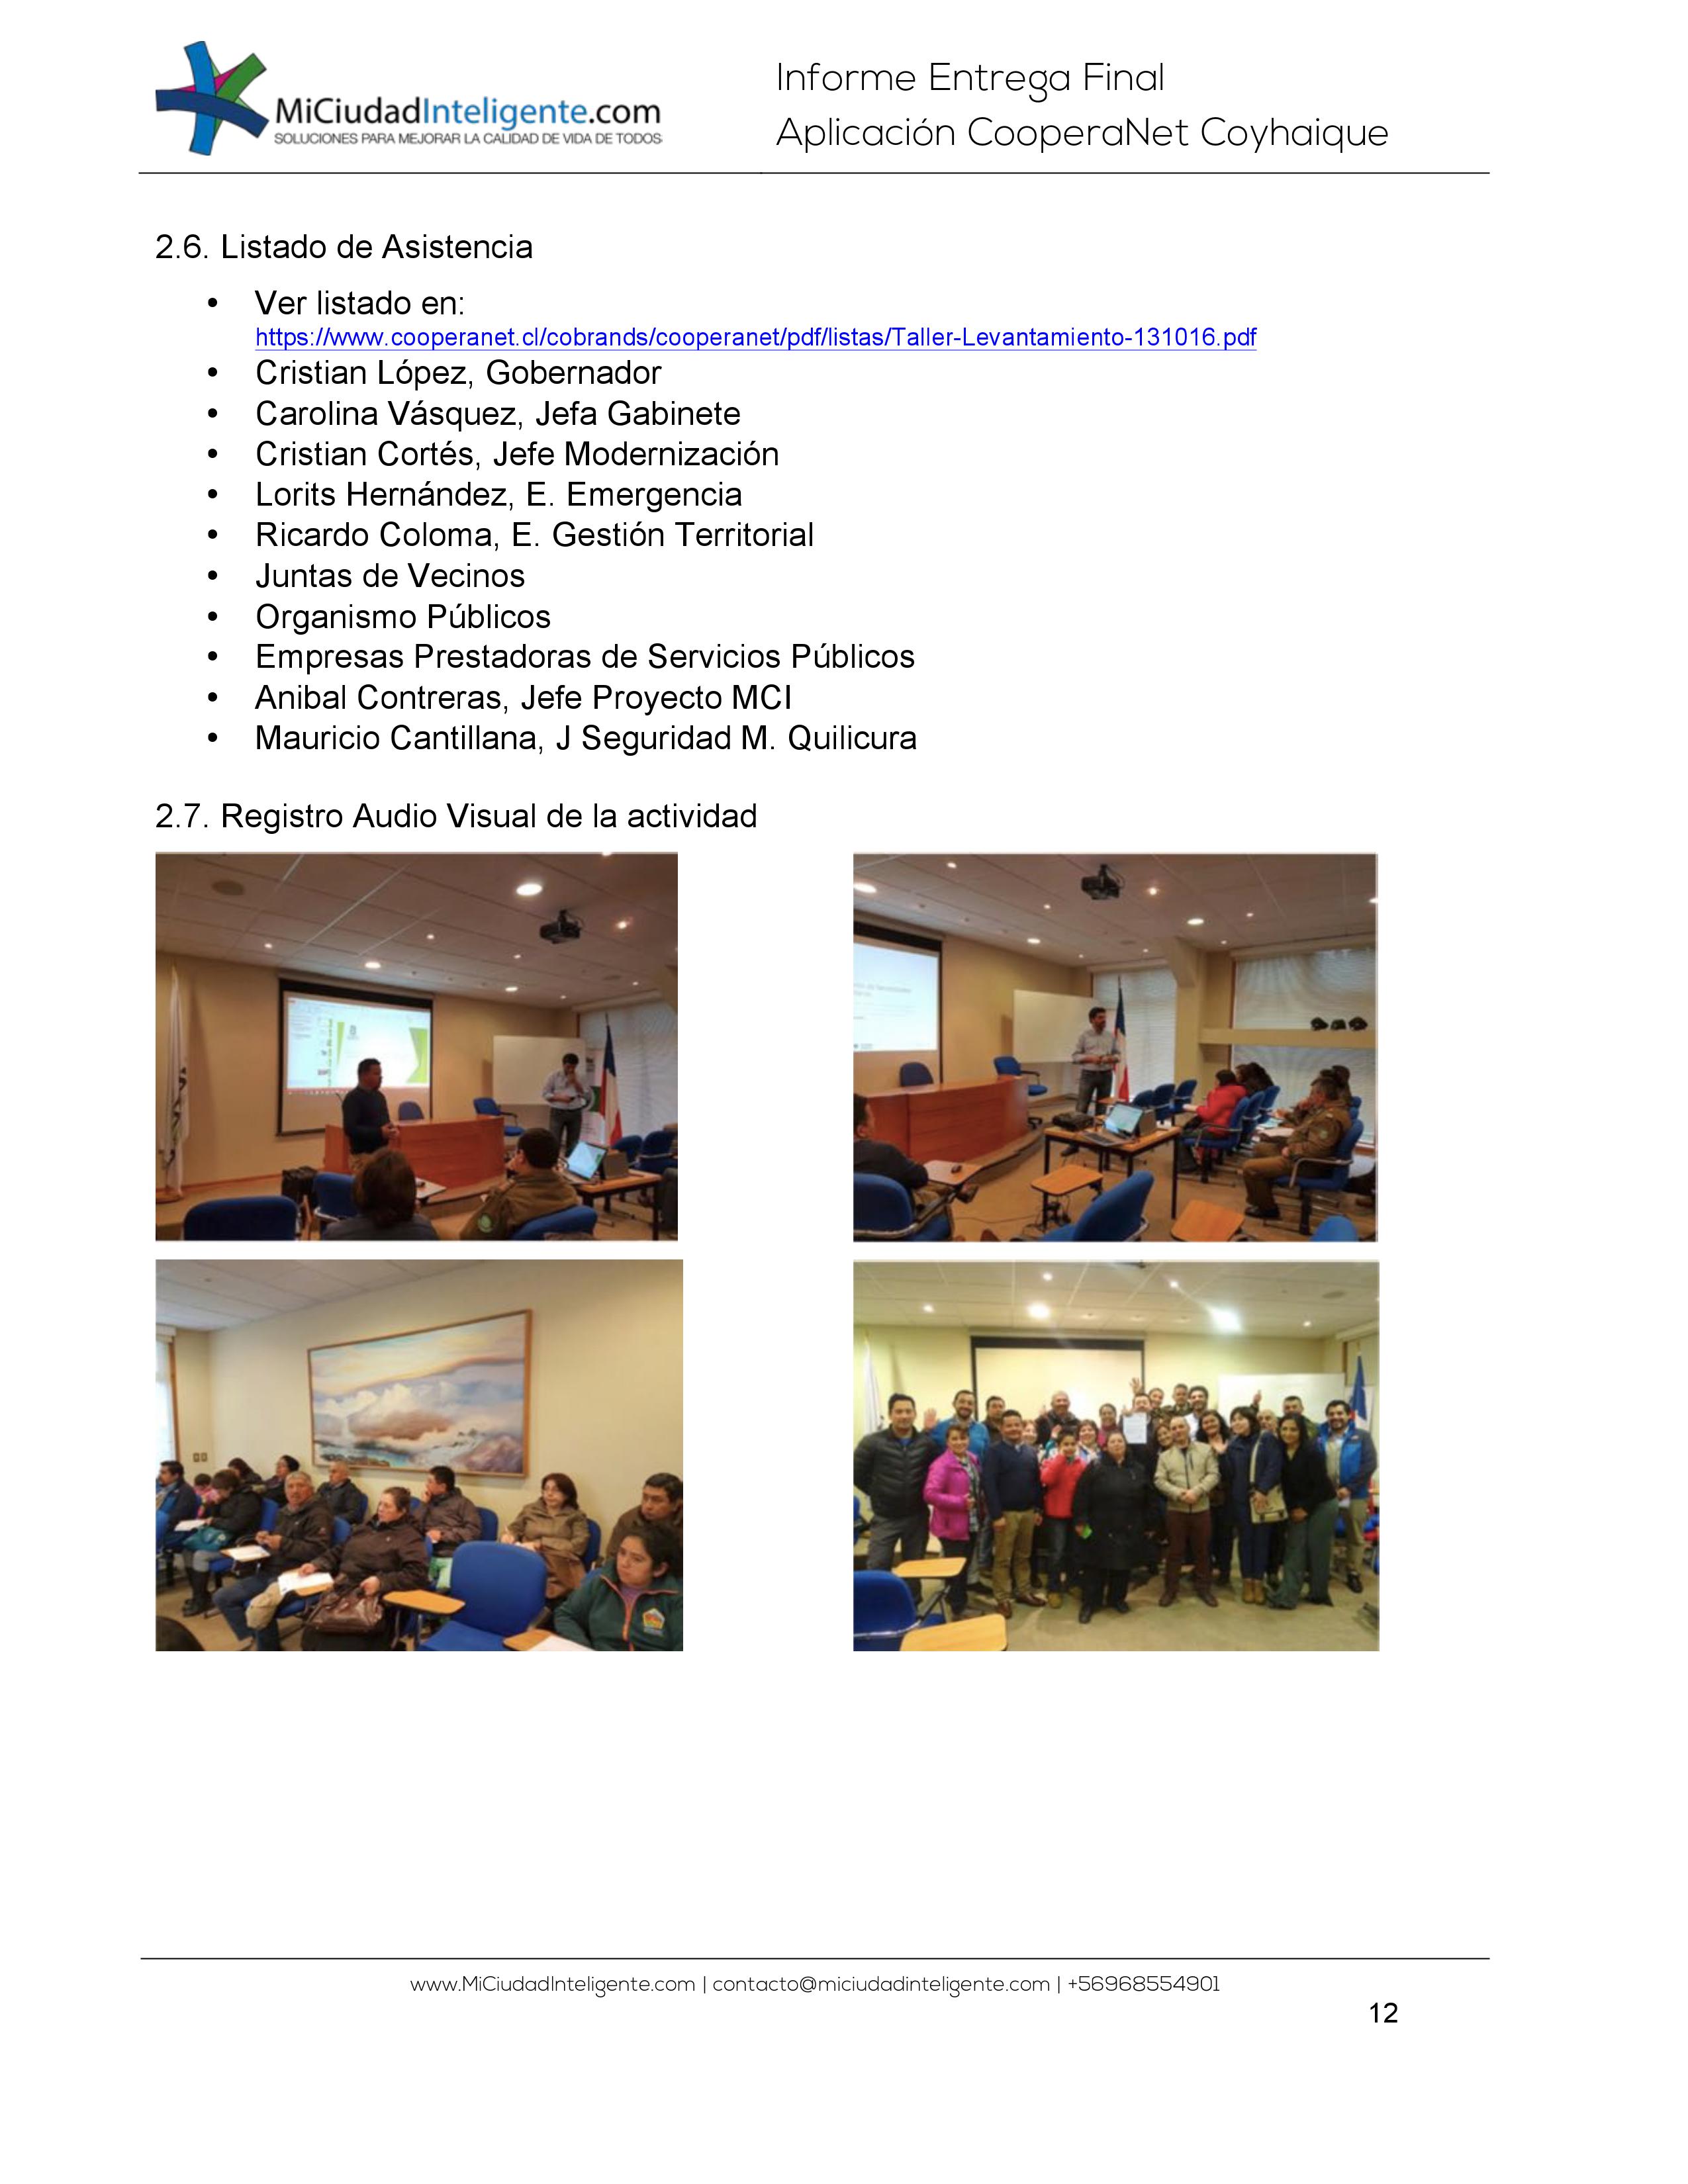 MiCiudadInteligente.com
SOLUCIONES PARA MEJORAR LA CALIDAD DE VIDA DE TODOS
Informe Entrega Final
Aplicación CooperaNet Coyhaique
2.6. Listado de Asistencia
• Ver listado en:
https://www.cooperanet.cl/cobrands/cooperanet/pdf/listas/Taller-Levantamiento-131016.pdf
• Cristian López, Gobernador
• Carolina Vásquez, Jefa Gabinete
• Cristian Cortés, Jefe Modernización
• Lorits Hernández, E. Emergencia
• Ricardo Coloma, E. Gestión Territorial
• Juntas de Vecinos
• Organismo Públicos
• Empresas Prestadoras de Servicios Públicos
• Anibal Contreras, Jefe Proyecto MCI
• Mauricio Cantillana, J Seguridad M. Quilicura
2.7. Registro Audio Visual de la actividad
www.MiCiudadInteligente.com | contacto@miciudadinteligente.com | +56968554901
12